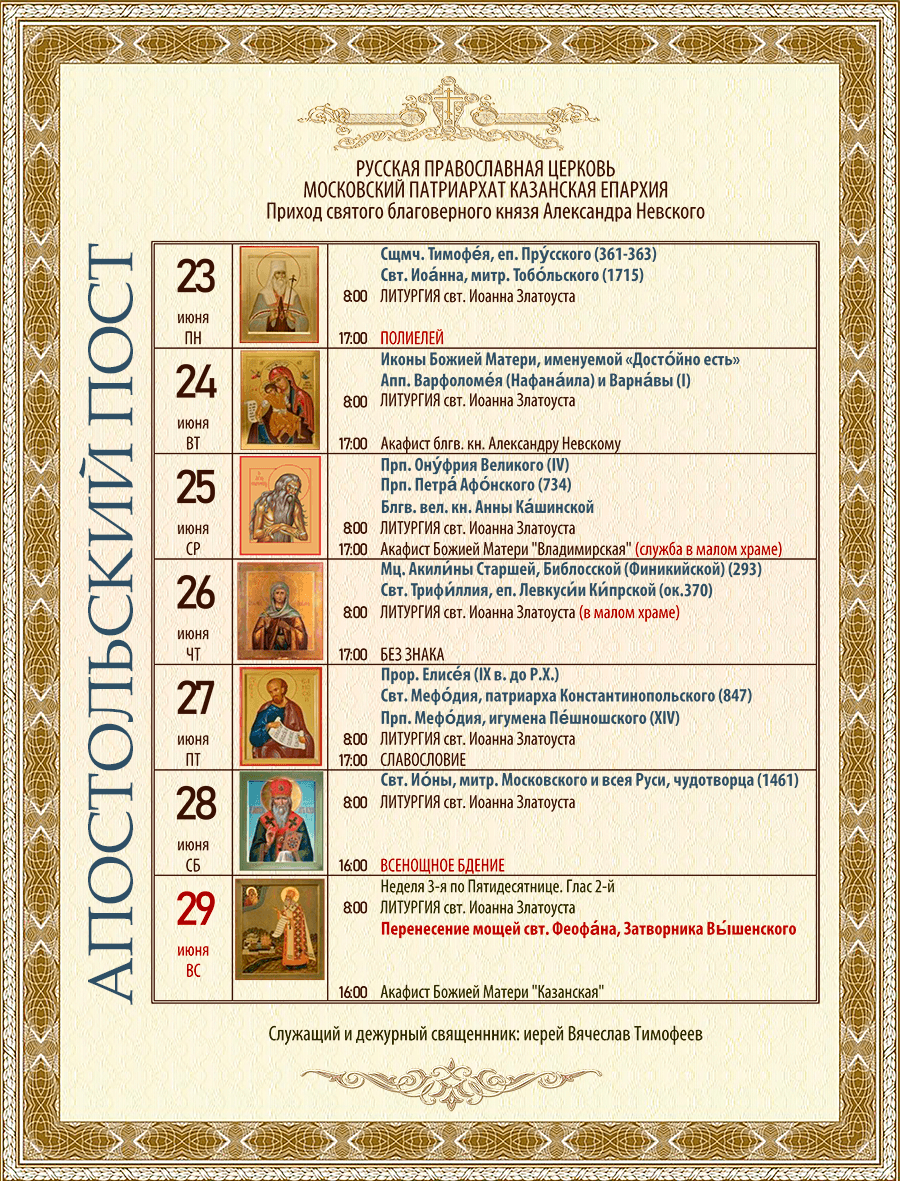 РУССКАЯ ПРАВОСЛАВНАЯ ЦЕРКОВЬ
МОСКОВСКИЙ ПАТРИАРХАТ КАЗАНСКАЯ ЕПАРХИЯ
Приход святого благоверного князя Александра Невского
АПОСТОЛЬСКИЙ ПОСТ
23
июня
ПН
Сщмч. Тимофе́я, еп. Пру́сского (361-363)
Свт. Иоа́нна, митр. Тобо́льского (1715)
8:00 ЛИТУРГИЯ свт. Иоанна Златоуста
17:00 ПОЛИЕЛЕЙ
24
июня
ВТ
Иконы Божией Матери, именуемой «Досто́йно есть»
Апп. Варфоломе́я (Нафана́ила) и Варна́вы (I)
8:00 ЛИТУРГИЯ свт. Иоанна Златоуста
17:00 Акафист блгв. кн. Александру Невскому
25
июня
СР
Прп. Ону́фрия Великого (IV)
Прп. Петра́ Афо́нского (734)
Блгв. вел. кн. Анны Ка́шинской
8:00 ЛИТУРГИЯ свт. Иоанна Златоуста
17:00 Акафист Божией Матери "Владимирская" (служба в малом храме)
26
июня
ЧТ
Мц. Акили́ны Старшей, Библосской (Финикийской) (293)
Свт. Трифи́ллия, еп. Левкуси́и Ки́прской (ок.370)
8:00 ЛИТУРГИЯ свт. Иоанна Златоуста (в малом храме)
17:00 БЕЗ ЗНАКА
27
июня
ПТ
Прор. Елисе́я (IX в. до Р.Х.)
Свт. Мефо́дия, патриарха Константинопольского (847)
Прп. Мефо́дия, игумена Пе́шношского (XIV)
8:00 ЛИТУРГИЯ свт. Иоанна Златоуста
17:00 СЛАВОСЛОВИЕ
28
июня
СБ
Свт. Ио́ны, митр. Московского и всея Руси, чудотворца (1461)
8:00 ЛИТУРГИЯ свт. Иоанна Златоуста
16:00 ВСЕНОЩНОЕ БДЕНИЕ
29
июня
ВС
Неделя 3-я по Пятидесятнице. Глас 2-й
8:00 ЛИТУРГИЯ свт. Иоанна Златоуста
Перенесение мощей свт. Феофа́на, Затворника Вы́шенского
16:00 Акафист Божией Матери "Казанская"
Служащий и дежурный священнник: иерей Вячеслав Тимофеев